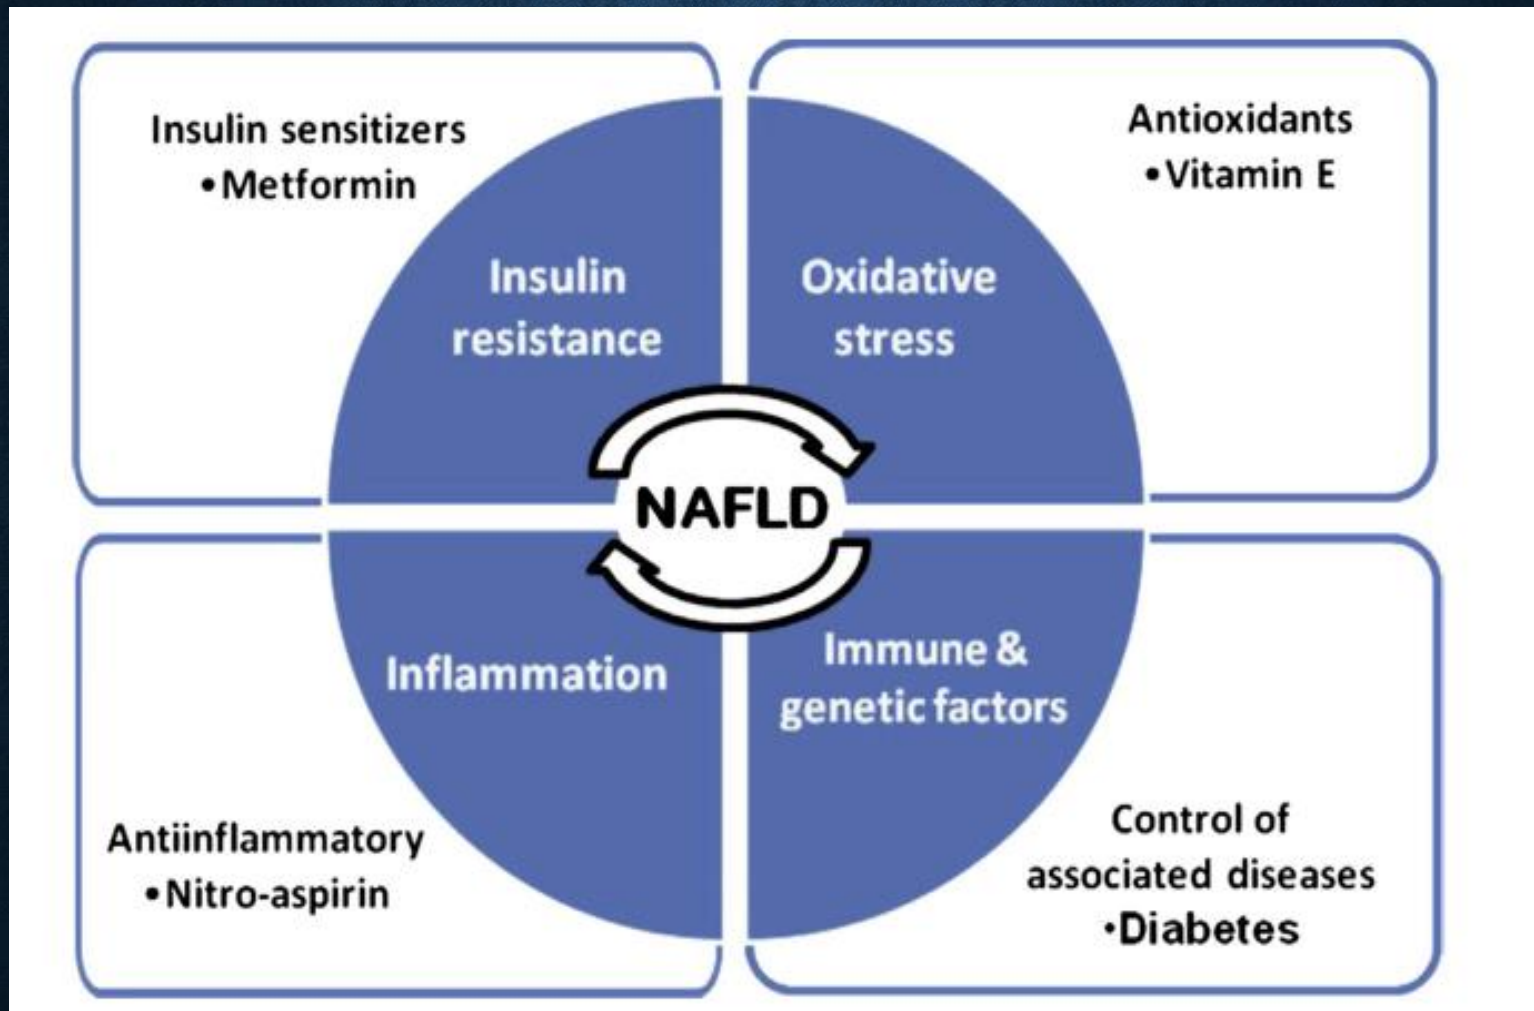 Insulin sensitizers
•Metformin
Antioxidants
•Vitamin E
Insulin
resistance
Oxidative
stress
NAFLD
Inflammation
Immune &
genetic factors
Antiinflammatory
•Nitro-aspirin
Control of
associated diseases
•Diabetes